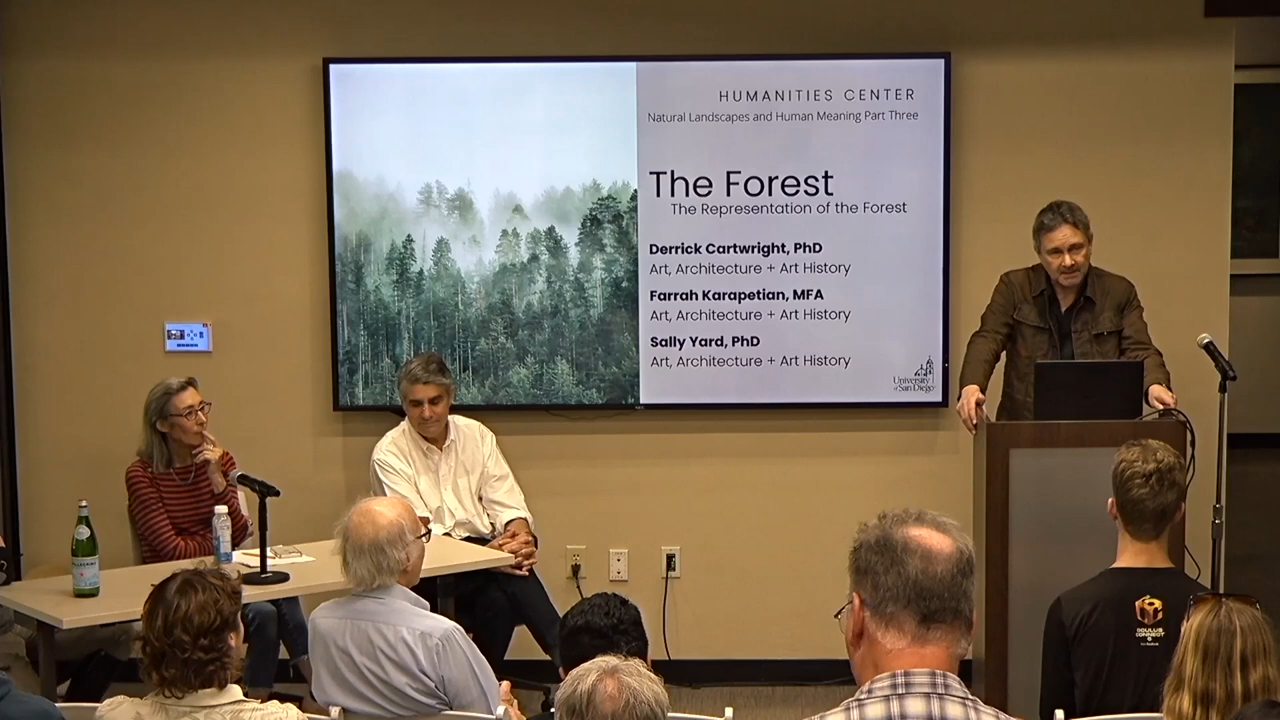 HUMANITIES CENTER
Natural Landscapes and Human Meaning Part Three
The Forest
The Representation of the Forest
Derrick Cartwright, PhD
Art, Architecture + Art History
Farrah Karapetian, MFA
Art, Architecture + Art History
Sally Yard, PhD
Art, Architecture + Art History
University
of San Diego
OCULUS
CONNECT